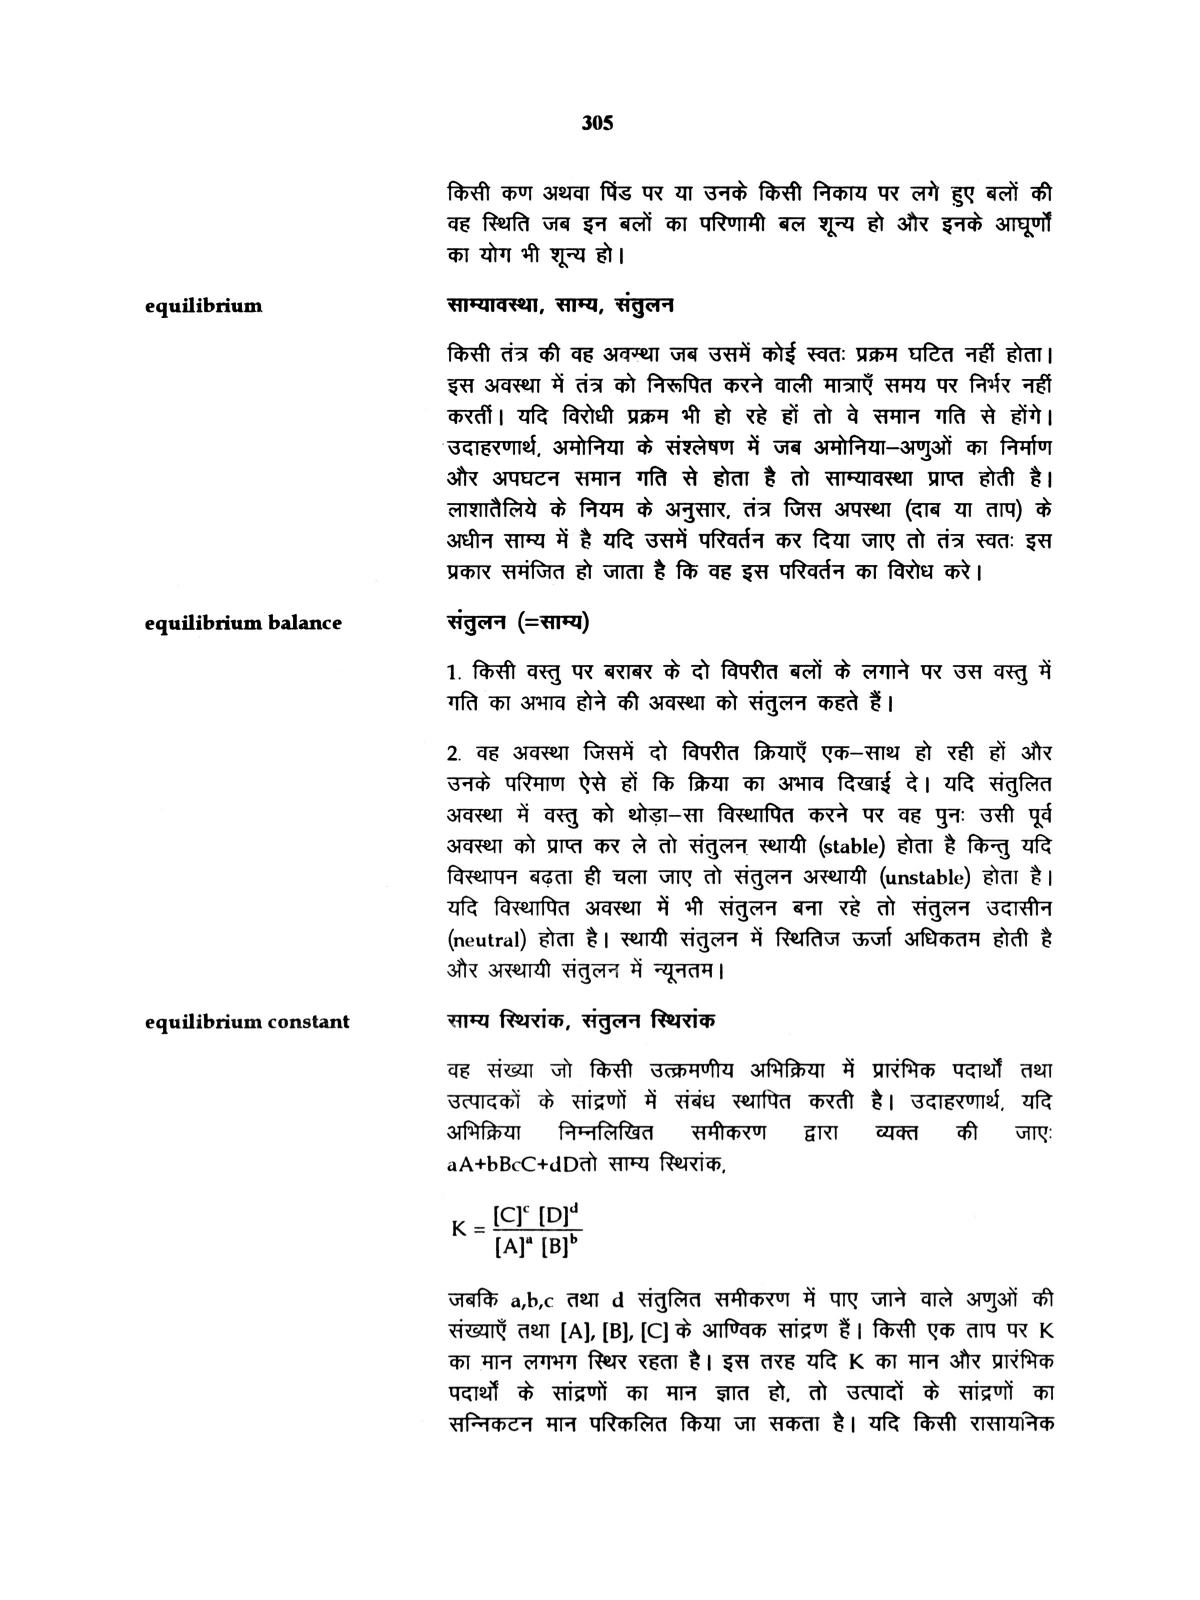 305
किसी कण अथवा पिंड पर या उनके किसी निकाय पर लगे हुए बलों की
वह स्थिति जब इन बलों का परिणामी बल शून्य हो और इनके आघूर्णों
का योग भी शून्य हो।
equilibrium साम्यावस्था, साम्य, संतुलन
किसी तंत्र की वह अवस्था जब उसमें कोई स्वतः प्रक्रम घटित नहीं होता।
इस अवस्था में तंत्र को निरूपित करने वाली मात्राएँ समय पर निर्भर नहीं
करतीं। यदि विरोधी प्रक्रम भी हो रहे हों तो वे समान गति से होंगे।
उदाहरणार्थ, अमोनिया के संश्लेषण में जब अमोनिया–अणुओं का निर्माण
और अपघटन समान गति से होता है तो साम्यावस्था प्राप्त होती है।
लाशातैलिये के नियम के अनुसार, तंत्र जिस अपस्था (दाब या ताप) के
अधीन साम्य में है यदि उसमें परिवर्तन कर दिया जाए तो तंत्र स्वतः इस
प्रकार समंजित हो जाता है कि वह इस परिवर्तन का विरोध करे।
equilibrium balance संतुलन (=साम्य)
1. किसी वस्तु पर बराबर के दो विपरीत बलों के लगाने पर उस वस्तु में
गति का अभाव होने की अवस्था को संतुलन कहते हैं।
2. वह अवस्था जिसमें दो विपरीत क्रियाएँ एक–साथ हो रही हों और
उनके परिमाण ऐसे हों कि क्रिया का अभाव दिखाई दे। यदि संतुलित
अवस्था में वस्तु को थोड़ा–सा विस्थापित करने पर वह पुनः उसी पूर्व
अवस्था को प्राप्त कर ले तो संतुलन स्थायी (stable) होता है किन्तु यदि
विस्थापन बढ़ता ही चला जाए तो संतुलन अस्थायी (unstable) होता है।
यदि विस्थापित अवस्था में भी संतुलन बना रहे तो संतुलन उदासीन
(neutral) होता है। स्थायी संतुलन में स्थितिज ऊर्जा अधिकतम होती है
और अस्थायी संतुलन में न्यूनतम।
equilibrium constant साम्य स्थिरांक, संतुलन स्थिरांक
वह संख्या जो किसी उत्क्रमणीय अभिक्रिया में प्रारंभिक पदार्थों तथा
उत्पादकों के सांद्रणों में संबंध स्थापित करती है। उदाहरणार्थ, यदि
अभिक्रिया निम्नलिखित समीकरण द्वारा व्यक्त की जाएः
aA+bBcC+dDतो साम्य स्थिरांक,
K = [C]ᶜ [D]ᵈ
[A]ᵃ [B]ᵇ
जबकि a,b,c तथा d संतुलित समीकरण में पाए जाने वाले अणुओं की
संख्याएँ तथा [A], [B], [C] के आण्विक सांद्रण हैं। किसी एक ताप पर K
का मान लगभग स्थिर रहता है। इस तरह यदि K का मान और प्रारंभिक
पदार्थों के सांद्रणों का मान ज्ञात हो, तो उत्पादों के सांद्रणों का
सन्निकटन मान परिकलित किया जा सकता है। यदि किसी रासायनिक